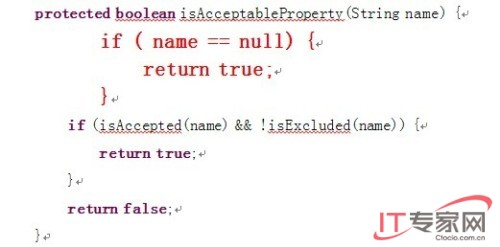 protected boolean isAcceptableProperty(String name) {
if ( name == null) {
return true;
}
if (isAccepted(name) && !isExcluded(name)) {
return true;
}
return false;
}
IT专家网
Ctocio.com.cn